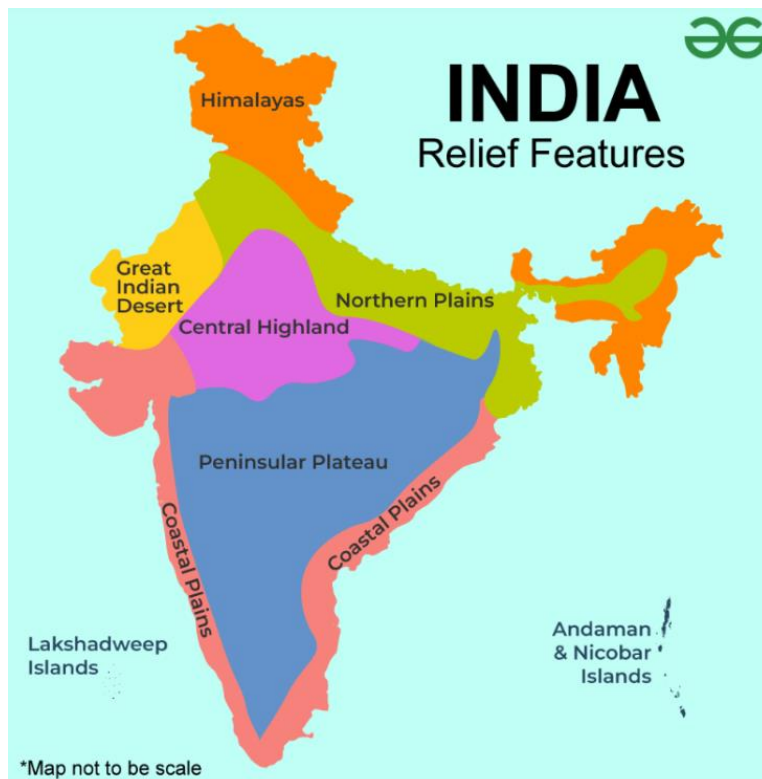 INDIA
Relief Features
Himalayas
Great
Indian
Desert
Northern Plains
Central Highland
Peninsular Plateau
Coastal Plains
Coastal Plains
Lakshadweep
Islands
Andaman
& Nicobar
Islands
*Map not to be scale